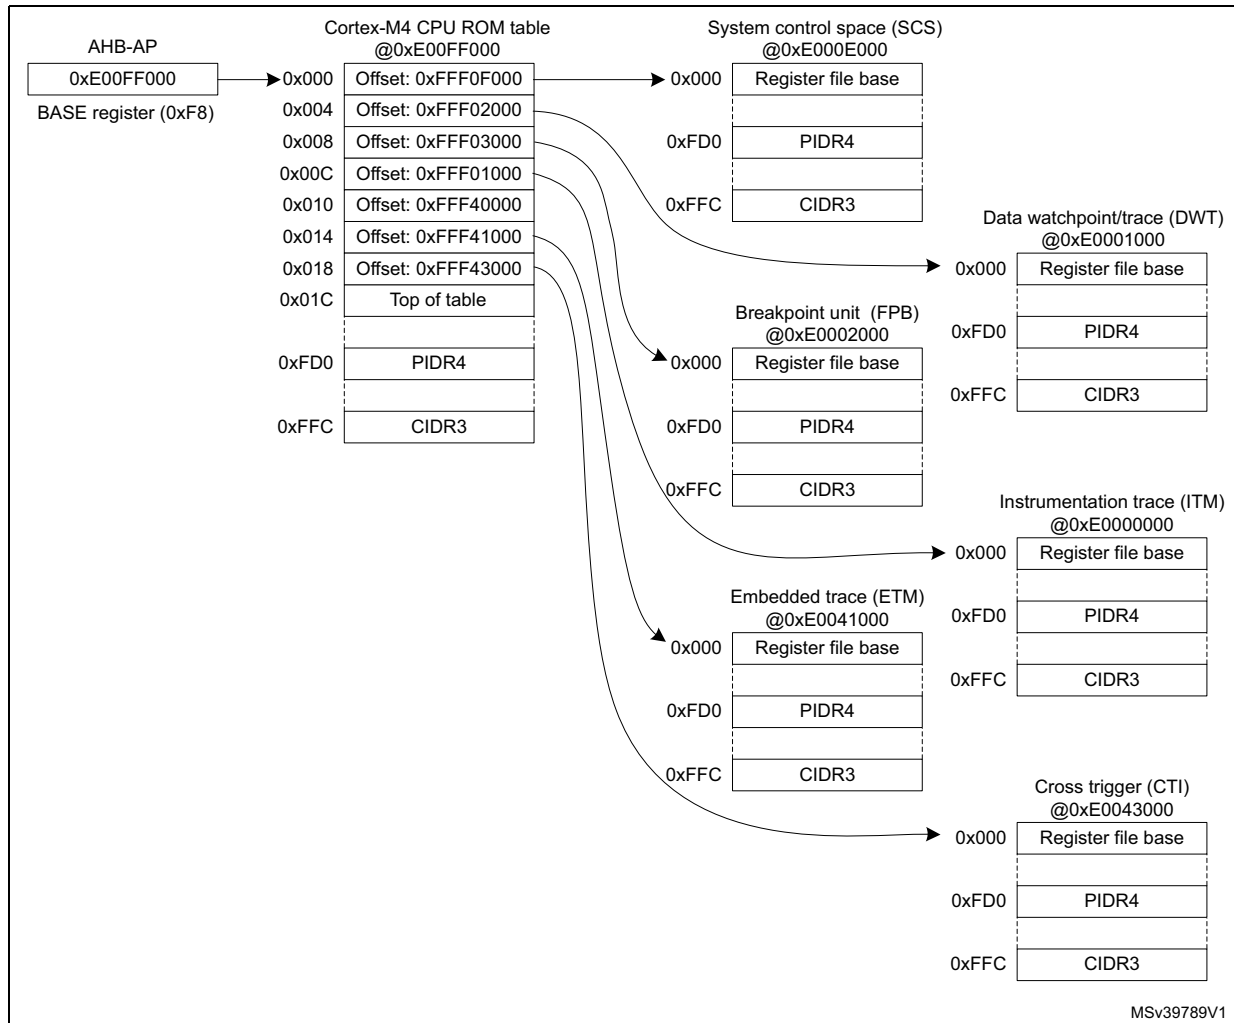 AHB-AP
0xE00FF000
BASE register (0xF8)
Cortex-M4 CPU ROM table
@0xE00FF000
0x000 Offset: 0xFFF0F000
0x004 Offset: 0xFFF02000
0x008 Offset: 0xFFF03000
0x00C Offset: 0xFFF01000
0x010 Offset: 0xFFF40000
0x014 Offset: 0xFFF41000
0x018 Offset: 0xFFF43000
0x01C Top of table
0xFD0 PIDR4
0xFFC CIDR3
System control space (SCS)
@0xE000E000
0x000 Register file base
0xFD0 PIDR4
0xFFC CIDR3
Data watchpoint/trace (DWT)
@0xE0001000
0x000 Register file base
0xFD0 PIDR4
0xFFC CIDR3
Breakpoint unit (FPB)
@0xE0002000
0x000 Register file base
0xFD0 PIDR4
0xFFC CIDR3
Instrumentation trace (ITM)
@0xE0000000
0x000 Register file base
0xFD0 PIDR4
0xFFC CIDR3
Embedded trace (ETM)
@0xE0041000
0x000 Register file base
0xFD0 PIDR4
0xFFC CIDR3
Cross trigger (CTI)
@0xE0043000
0x000 Register file base
0xFD0 PIDR4
0xFFC CIDR3
MSv39789V1